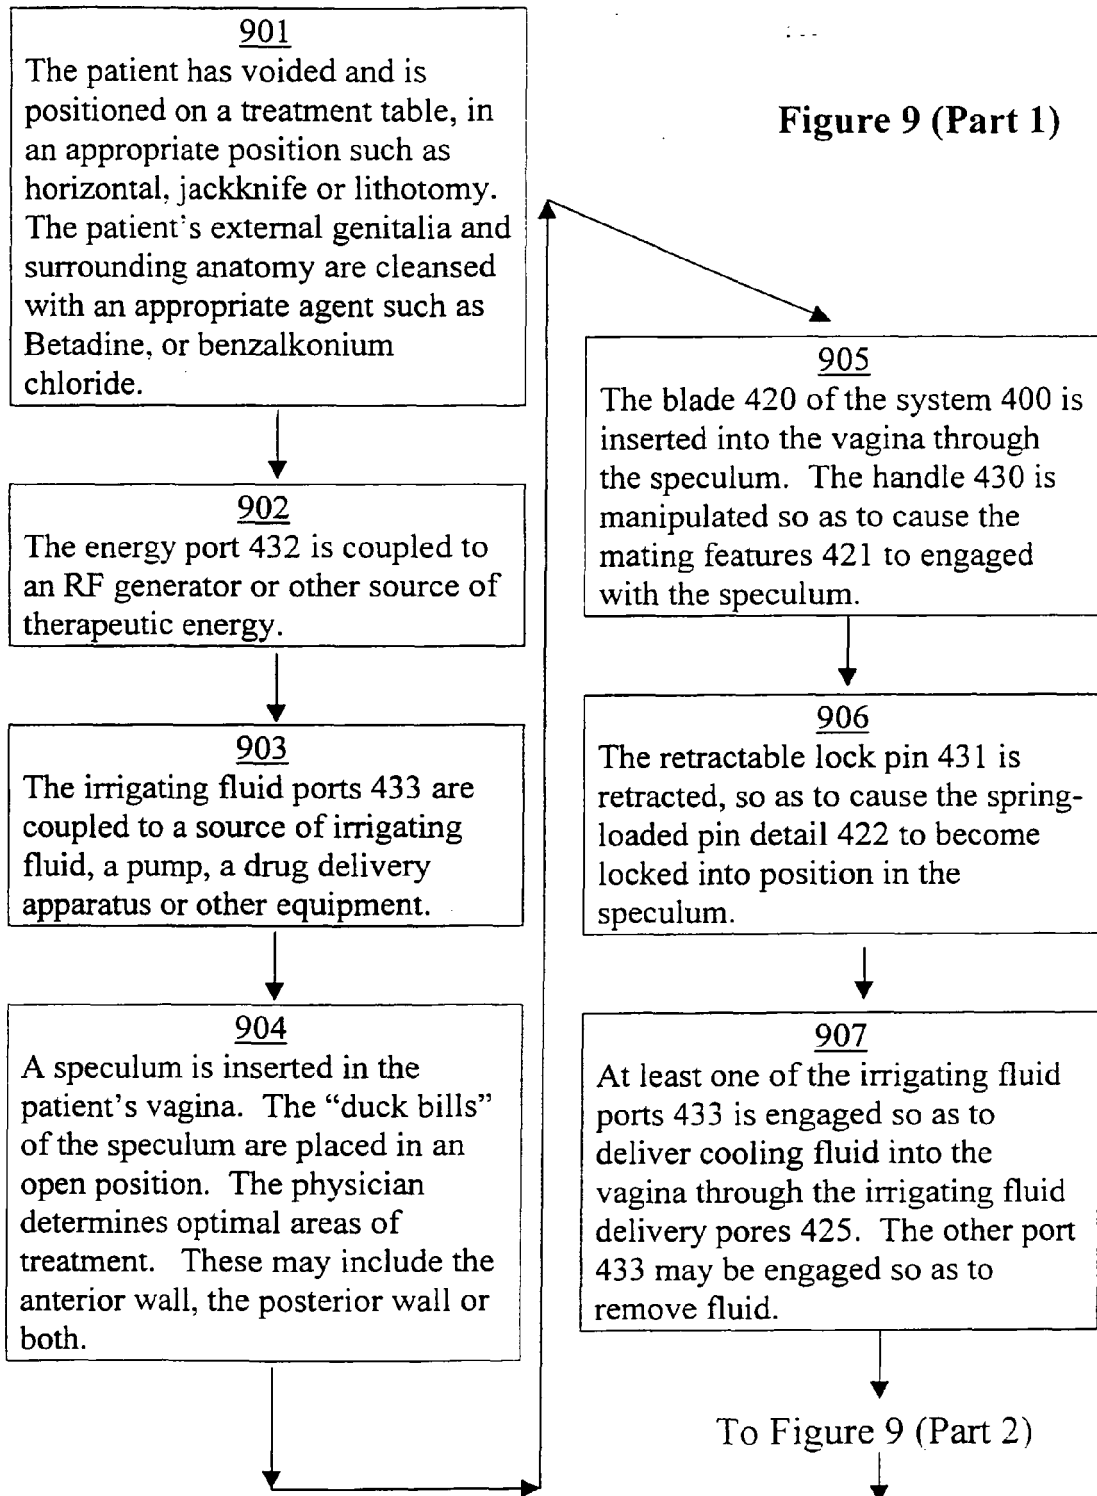 901
The patient has voided and is
positioned on a treatment table, in
an appropriate position such as
horizontal, jackknife or lithotomy.
The patient's external genitalia and
surrounding anatomy are cleansed
with an appropriate agent such as
Betadine, or benzalkonium
chloride.
902
The energy port 432 is coupled to
an RF generator or other source of
therapeutic energy.
903
The irrigating fluid ports 433 are
coupled to a source of irrigating
fluid, a pump, a drug delivery
apparatus or other equipment.
904
A speculum is inserted in the
patient's vagina. The “duck bills”
of the speculum are placed in an
open position. The physician
determines optimal areas of
treatment. These may include the
anterior wall, the posterior wall or
both.
Figure 9 (Part 1)
905
The blade 420 of the system 400 is
inserted into the vagina through
the speculum. The handle 430 is
manipulated so as to cause the
mating features 421 to engaged
with the speculum.
906
The retractable lock pin 431 is
retracted, so as to cause the spring-
loaded pin detail 422 to become
locked into position in the
speculum.
907
At least one of the irrigating fluid
ports 433 is engaged so as to
deliver cooling fluid into the
vagina through the irrigating fluid
delivery pores 425. The other port
433 may be engaged so as to
remove fluid.
To Figure 9 (Part 2)